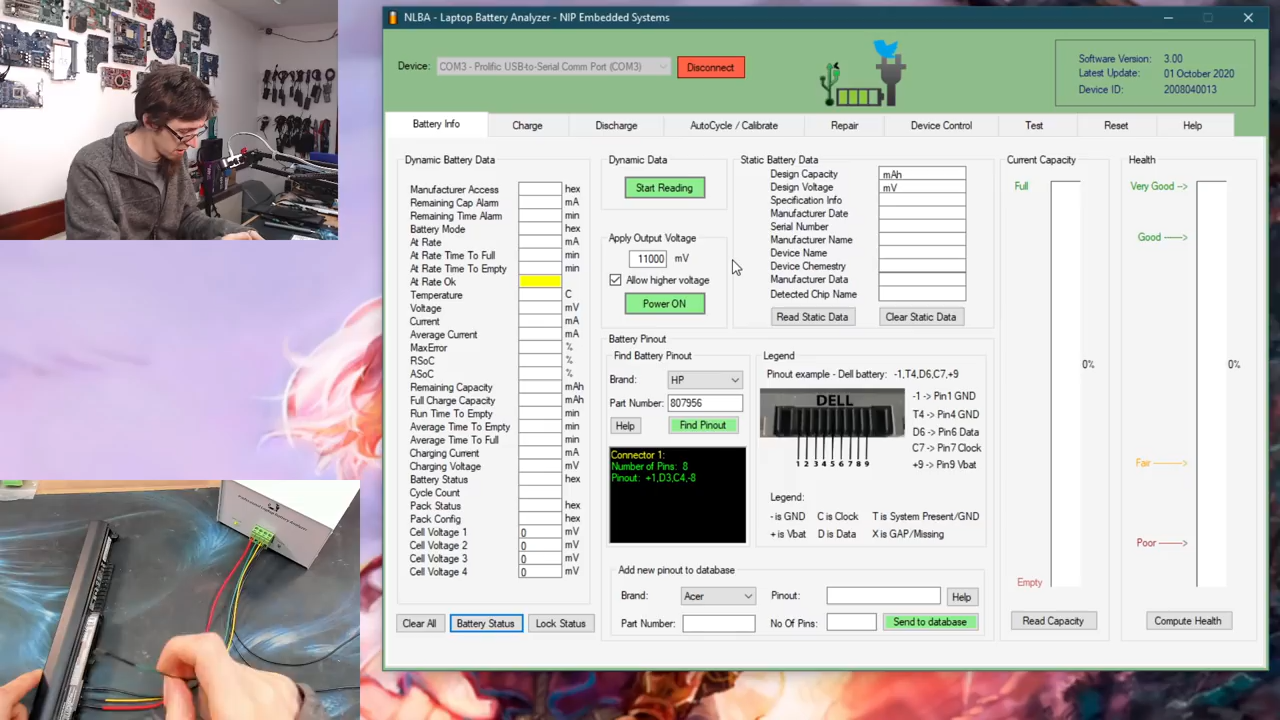 NLBA - Laptop Battery Analyzer - NIP Embedded Systems
Device: COM3 - Prolific USB-to-Serial Comm Port (COM3) Disconnect
Software Version: 3.00
Latest Update: 01 October 2020
Device ID: 2008040013
Battery Info Charge Discharge AutoCycle / Calibrate Repair Device Control Test Reset Help
Dynamic Battery Data
Manufacturer Access hex
Remaining Cap Alarm mA
Remaining Time Alarm min
Battery Mode hex
At Rate mA
At Rate Time To Full min
At Rate Time To Empty min
At Rate Ok
Temperature C
Voltage mV
Current mA
Average Current mA
MaxError %
RSoC %
ASoC %
Remaining Capacity mAh
Full Charge Capacity mAh
Run Time To Empty min
Average Time To Empty min
Average Time To Full min
Charging Current mA
Charging Voltage mV
Battery Status hex
Cycle Count
Pack Status hex
Pack Config hex
Cell Voltage 1 0 mV
Cell Voltage 2 0 mV
Cell Voltage 3 0 mV
Cell Voltage 4 0 mV
Clear All Battery Status Lock Status
Dynamic Data
Start Reading
Apply Output Voltage
11000 mV
Allow higher voltage
Power ON
Static Battery Data
Design Capacity mAh
Design Voltage mV
Specification Info
Manufacturer Date
Serial Number
Manufacturer Name
Device Name
Device Chemestry
Manufacturer Data
Detected Chip Name
Read Static Data Clear Static Data
Battery Pinout
Find Battery Pinout
Brand: HP
Part Number: 807956
Help Find Pinout
Connector 1:
Number of Pins: 8
Pinout: +1,D3,C4,-8
Legend
Pinout example - Dell battery: -1,T4,D6,C7,+9
DELL
1 2 3 4 5 6 7 8 9
-1 -> Pin1 GND
T4 -> Pin4 GND
D6 -> Pin6 Data
C7 -> Pin7 Clock
+9 -> Pin9 Vbat
Legend:
- is GND C is Clock T is System Present/GND
+ is Vbat D is Data X is GAP/Missing
Add new pinout to database
Brand: Acer Pinout: Help
Part Number: No Of Pins: Send to database
Current Capacity
Full
0%
Empty
Read Capacity
Health
Very Good -->
Good ---->
0%
Fair ---->
Poor ---->
Compute Health